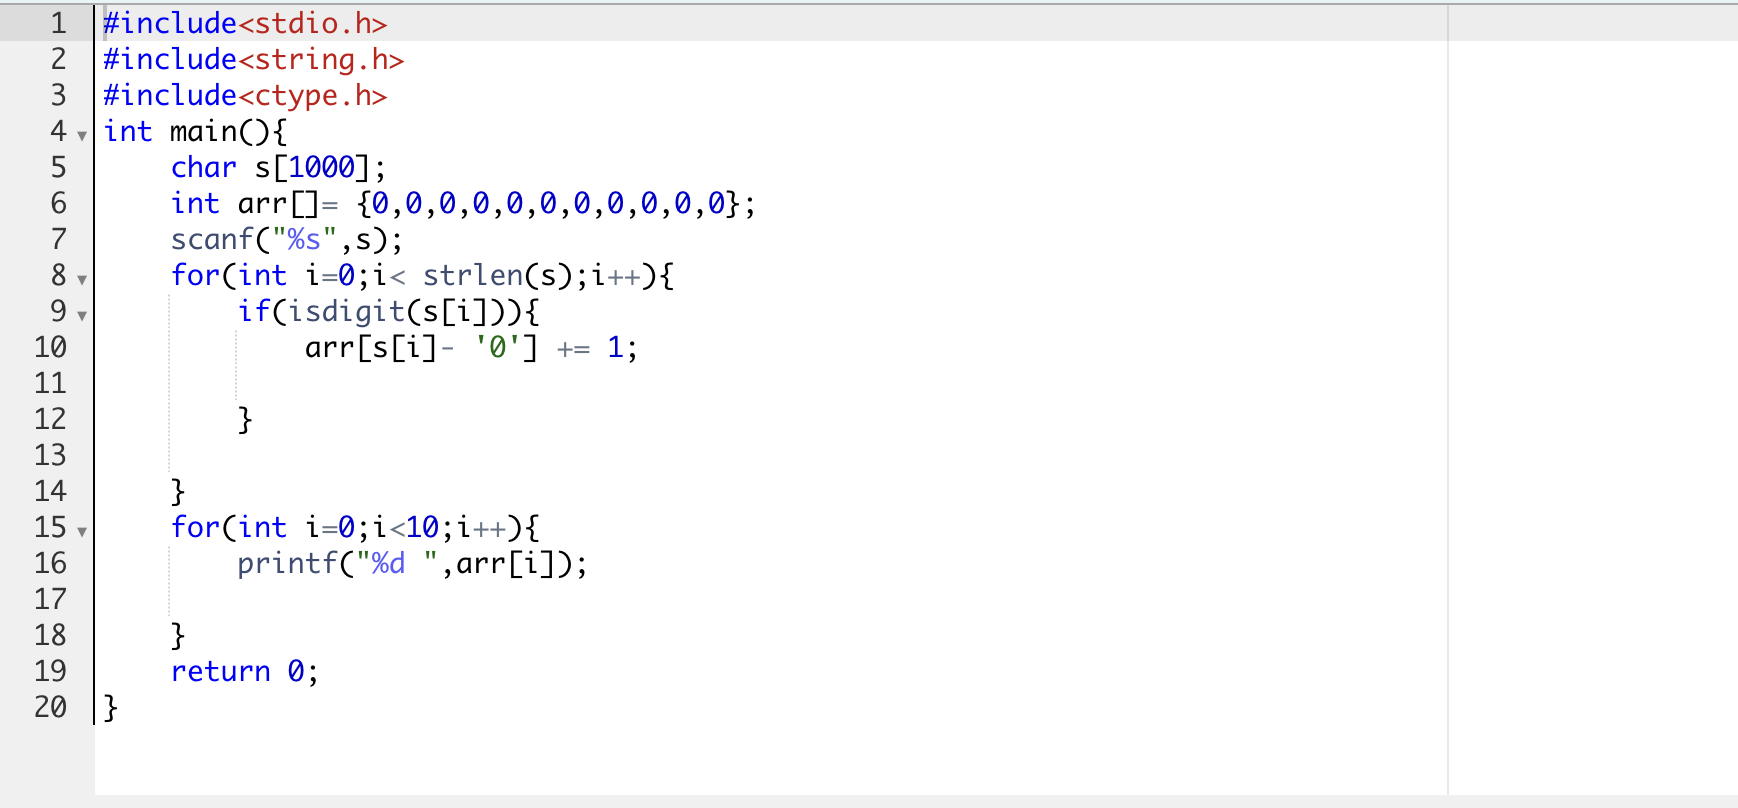 1 #include<stdio.h>
2 #include<string.h>
3 #include<ctype.h>
4 int main(){
5     char s[1000];
6     int arr[]= {0,0,0,0,0,0,0,0,0,0,0};
7     scanf("%s",s);
8     for(int i=0;i< strlen(s);i++){
9         if(isdigit(s[i])){
10             arr[s[i]- '0'] += 1;
11
12         }
13
14     }
15     for(int i=0;i<10;i++){
16         printf("%d ",arr[i]);
17
18     }
19     return 0;
20 }